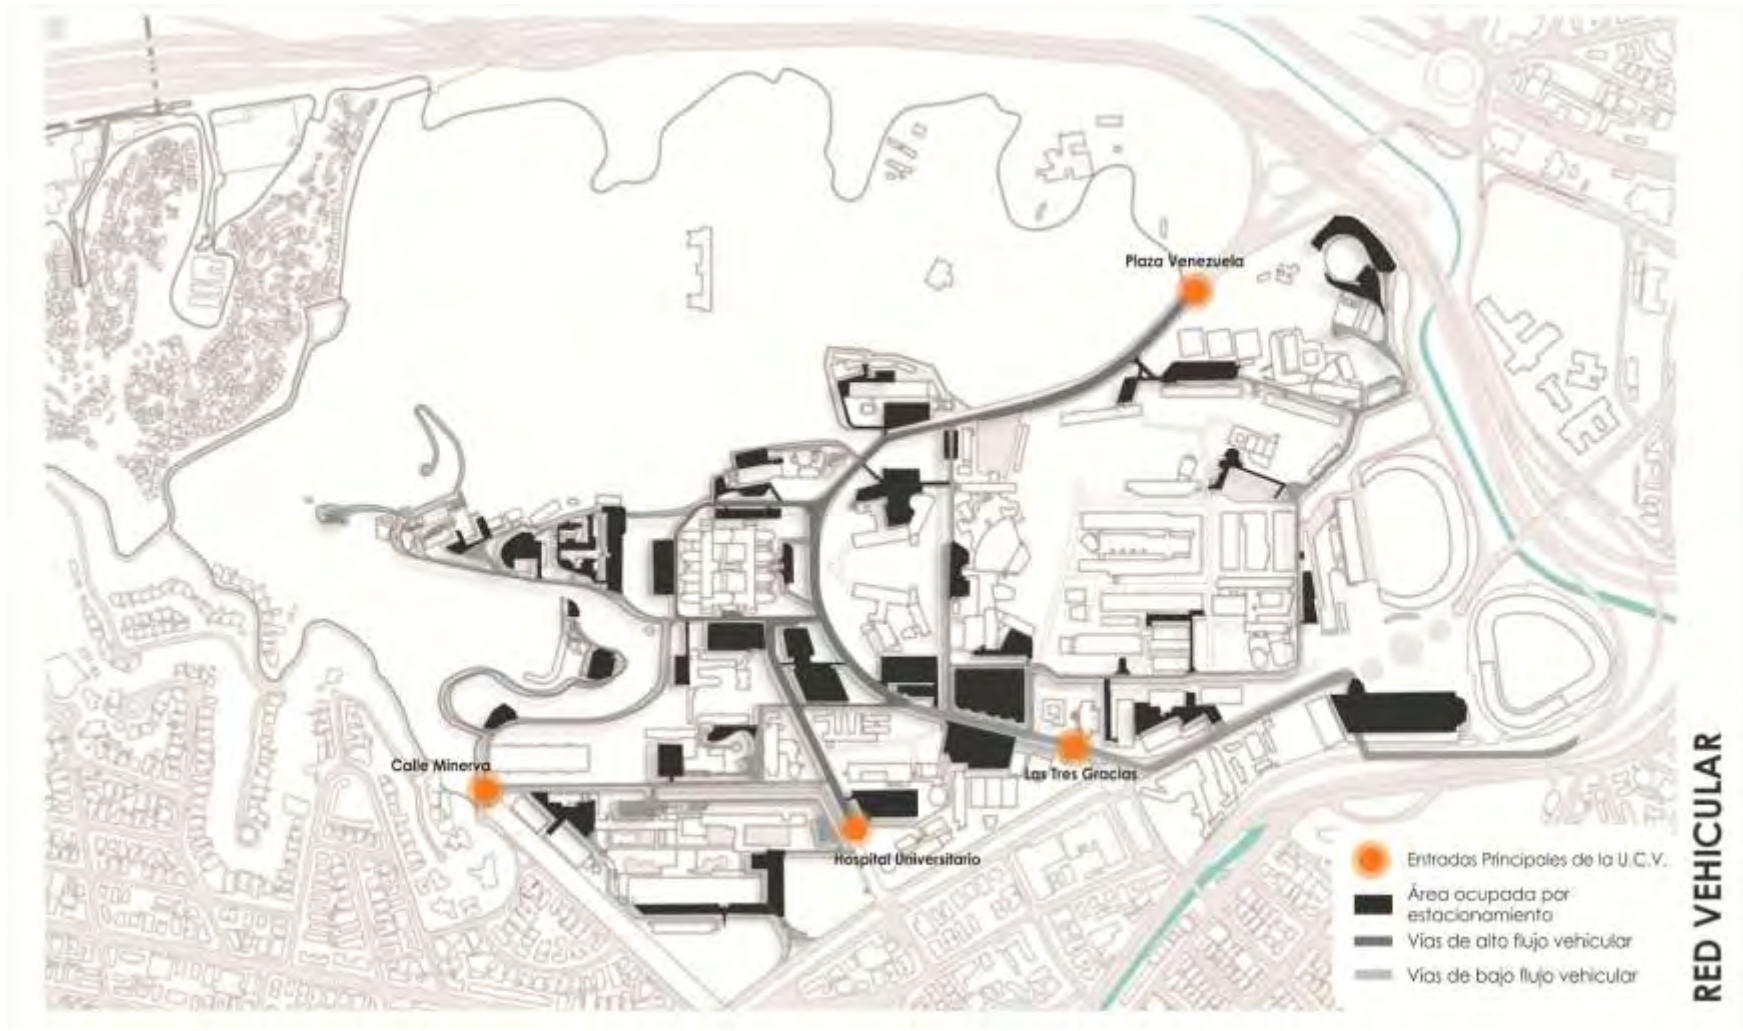 Plaza Venezuela
Calle Minerva
Las Tres Gracias
Hospital Universitario
Entradas Principales de la U.C.V.
Área ocupada por
estacionamiento
Vías de alto flujo vehicular
Vías de bajo flujo vehicular
RED VEHICULAR